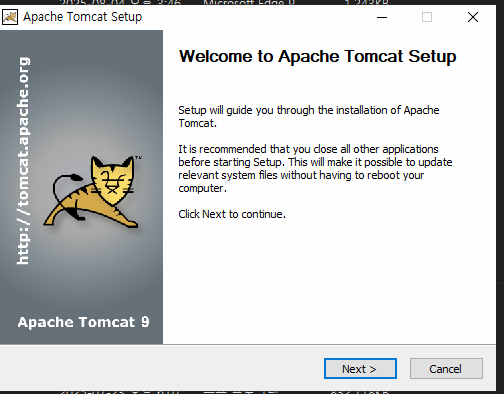 Apache Tomcat Setup
Welcome to Apache Tomcat Setup
Setup will guide you through the installation of Apache
Tomcat.
It is recommended that you close all other applications
before starting Setup. This will make it possible to update
relevant system files without having to reboot your
computer.
Click Next to continue.
http://tomcat.apache.org
TM
Apache Tomcat 9
Next >
Cancel